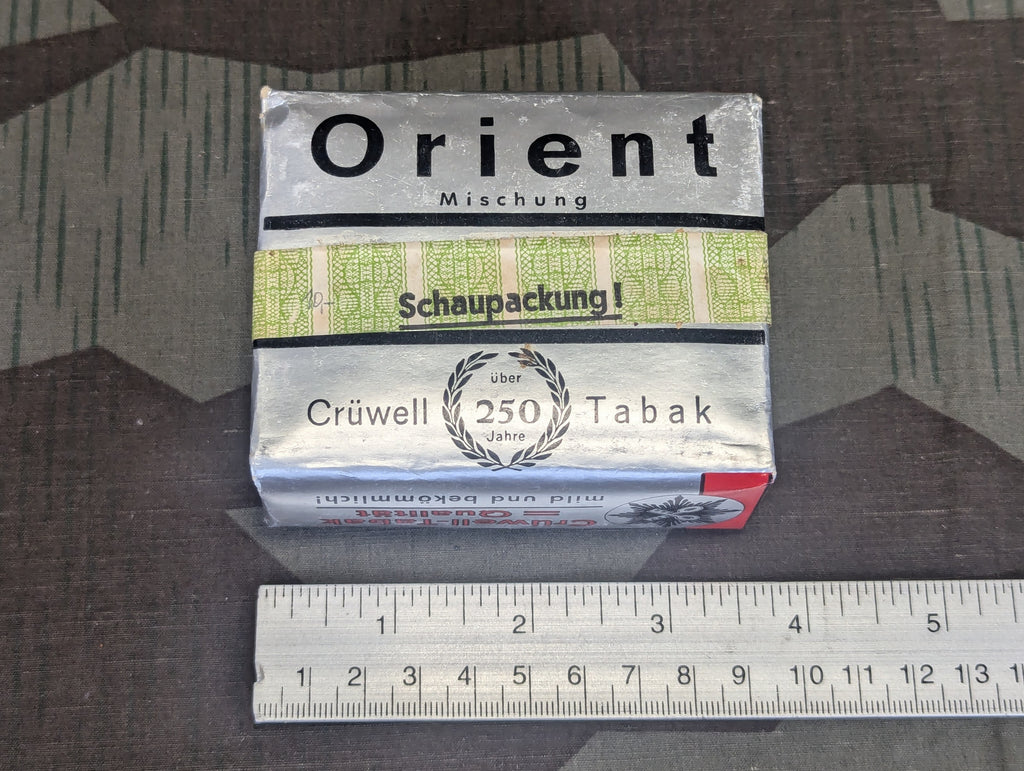 Orient
Mischung
10,-
Schaupackung!
über
Crüwell 250 Tabak
Jahre
mild und bekömmlich!
= Qualität
Crüwell-Tabak
1 2 3 4 5
1 2 3 4 5 6 7 8 9 10 11 12 13